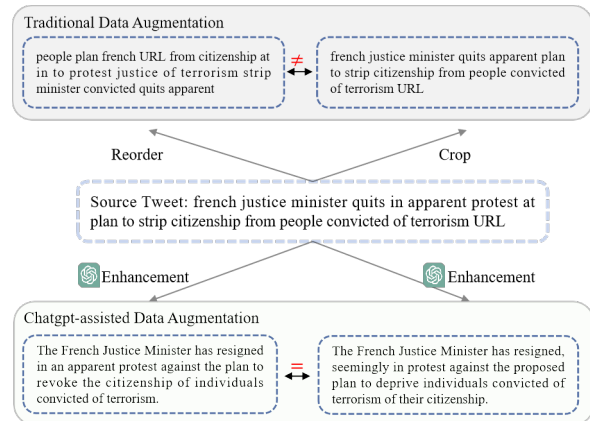 Traditional Data Augmentation
people plan french URL from citizenship at
in to protest justice of terrorism strip
minister convicted quits apparent
≠
french justice minister quits apparent plan
to strip citizenship from people convicted
of terrorism URL
Reorder
Crop
Source Tweet: french justice minister quits in apparent protest at
plan to strip citizenship from people convicted of terrorism URL
Enhancement
Enhancement
Chatgpt-assisted Data Augmentation
The French Justice Minister has resigned
in an apparent protest against the plan to
revoke the citizenship of individuals
convicted of terrorism.
=
The French Justice Minister has resigned,
seemingly in protest against the proposed
plan to deprive individuals convicted of
terrorism of their citizenship.